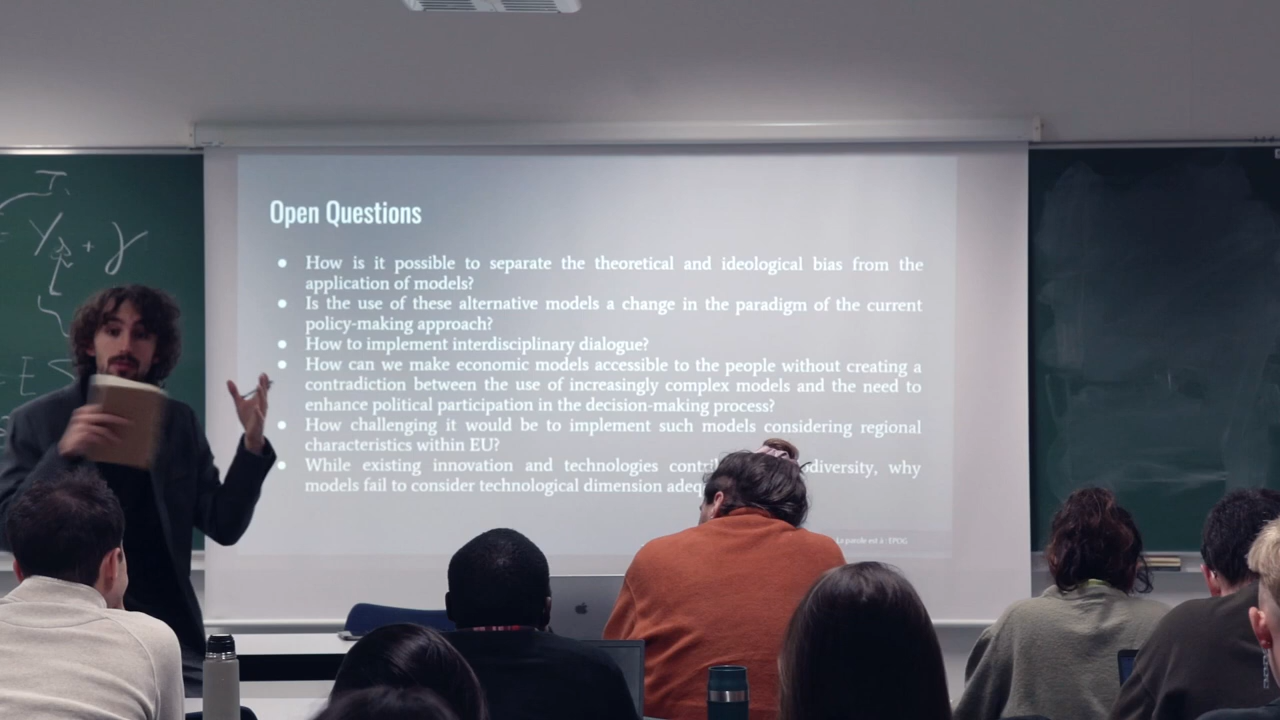 Open Questions
● How is it possible to separate the theoretical and ideological bias from the
application of models?
● Is the use of these alternative models a change in the paradigm of the current
policy-making approach?
● How to implement interdisciplinary dialogue?
● How can we make economic models accessible to the people without creating a
contradiction between the use of increasingly complex models and the need to
enhance political participation in the decision-making process?
● How challenging it would be to implement such models considering regional
characteristics within EU?
● While existing innovation and technologies why
models fail to consider technological dimension
La parole est à : EPOG
Y + γ
E